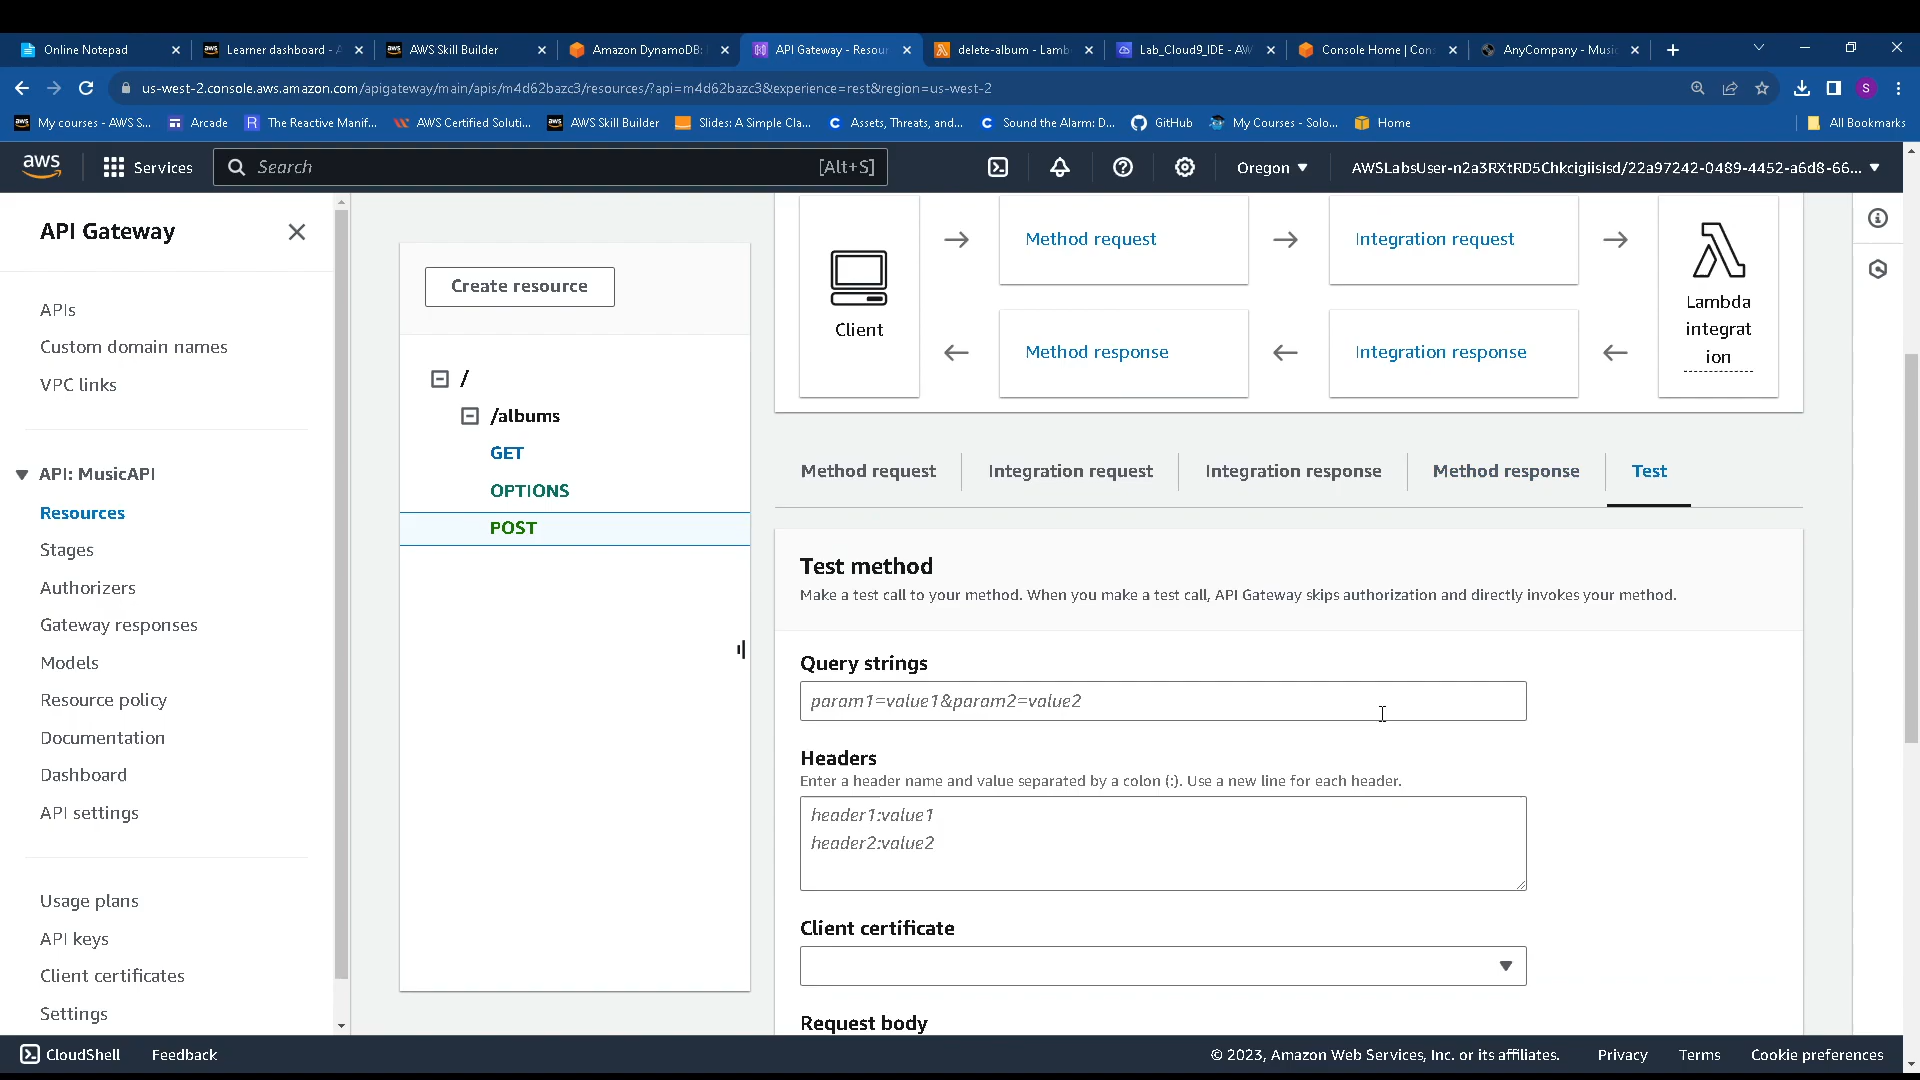 Online Notepad
Learner dashboard - A
AWS Skill Builder
Amazon DynamoDB:
API Gateway - Resour
delete-album - Lamb
Lab_Cloud9_IDE - AW
Console Home | Con
AnyCompany - Music
us-west-2.console.aws.amazon.com/apigateway/main/apis/m4d62bazc3/resources/?api=m4d62bazc3&experience=rest&region=us-west-2
S
My courses - AWS S...
Arcade
The Reactive Manif...
AWS Certified Soluti...
AWS Skill Builder
Slides: A Simple Cla...
Assets, Threats, and...
Sound the Alarm: D...
GitHub
My Courses - Solo...
Home
All Bookmarks
aws
Services
Search
[Alt+S]
Oregon
AWSLabsUser-n2a3RXtRD5Chkcigiisisd/22a97242-0489-4452-a6d8-66...
API Gateway
APIs
Custom domain names
VPC links
API: MusicAPI
Resources
Stages
Authorizers
Gateway responses
Models
Resource policy
Documentation
Dashboard
API settings
Usage plans
API keys
Client certificates
Settings
Create resource
/
/albums
GET
OPTIONS
POST
Client
Method request
Integration request
Method response
Integration response
Lambda
integrat
ion
Method request
Integration request
Integration response
Method response
Test
Test method
Make a test call to your method. When you make a test call, API Gateway skips authorization and directly invokes your method.
Query strings
param1=value1&param2=value2
Headers
Enter a header name and value separated by a colon (:). Use a new line for each header.
header1:value1
header2:value2
Client certificate
Request body
CloudShell
Feedback
© 2023, Amazon Web Services, Inc. or its affiliates.
Privacy
Terms
Cookie preferences